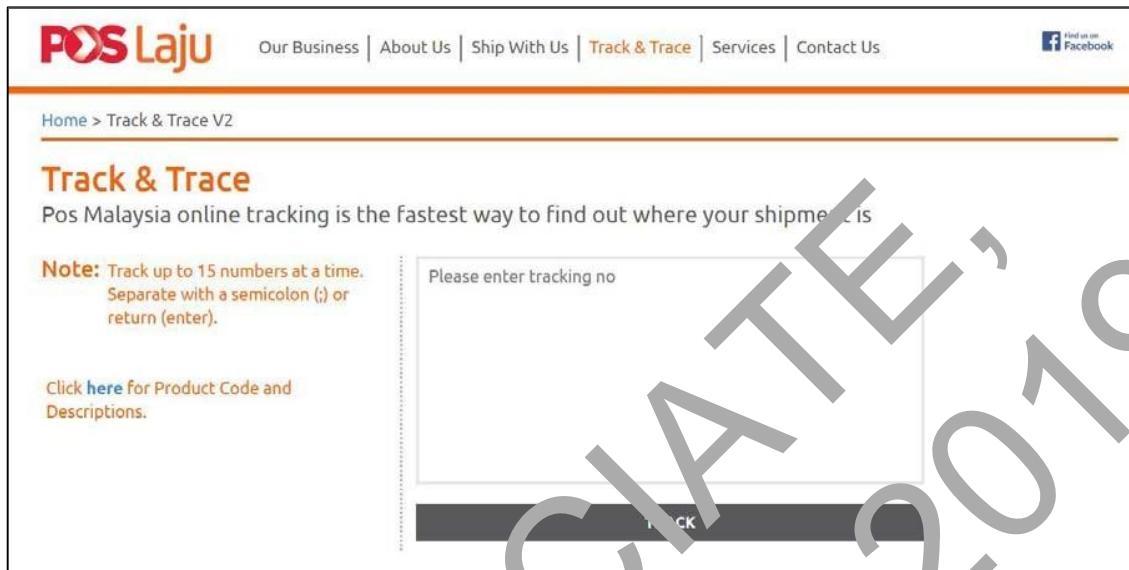 POS Laju
Our Business | About Us | Ship With Us | Track & Trace | Services | Contact Us
Find us on
Facebook
Home > Track & Trace V2
Track & Trace
Pos Malaysia online tracking is the fastest way to find out where your is
Note: Track up to 15 numbers at a time.
Separate with a semicolon (;) or
return (enter).
Please enter tracking no
Click here for Product Code and
Descriptions.
CIATE,